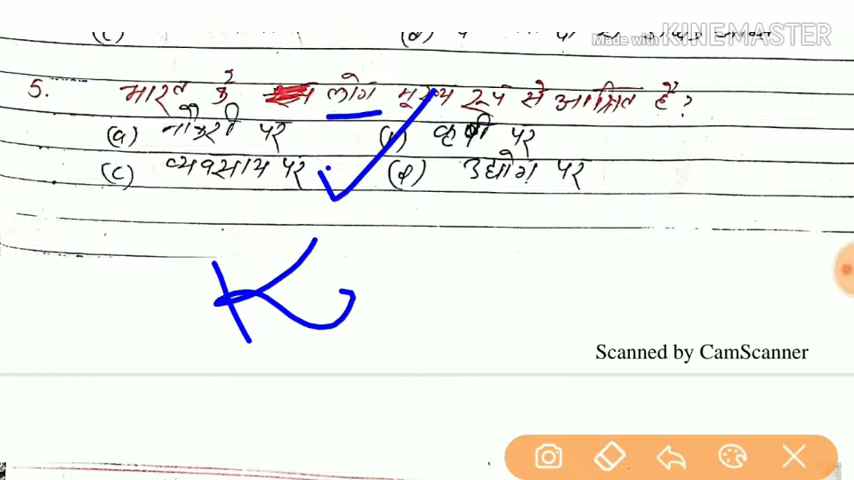 Made with KINEMASTER
5. भारत के लोग मूख्य रूप से आश्रित हैं?
(a) नौकरी पर (b) कृषी पर
(c) व्यवसाय पर (d) उद्योग पर
K
Scanned by CamScanner